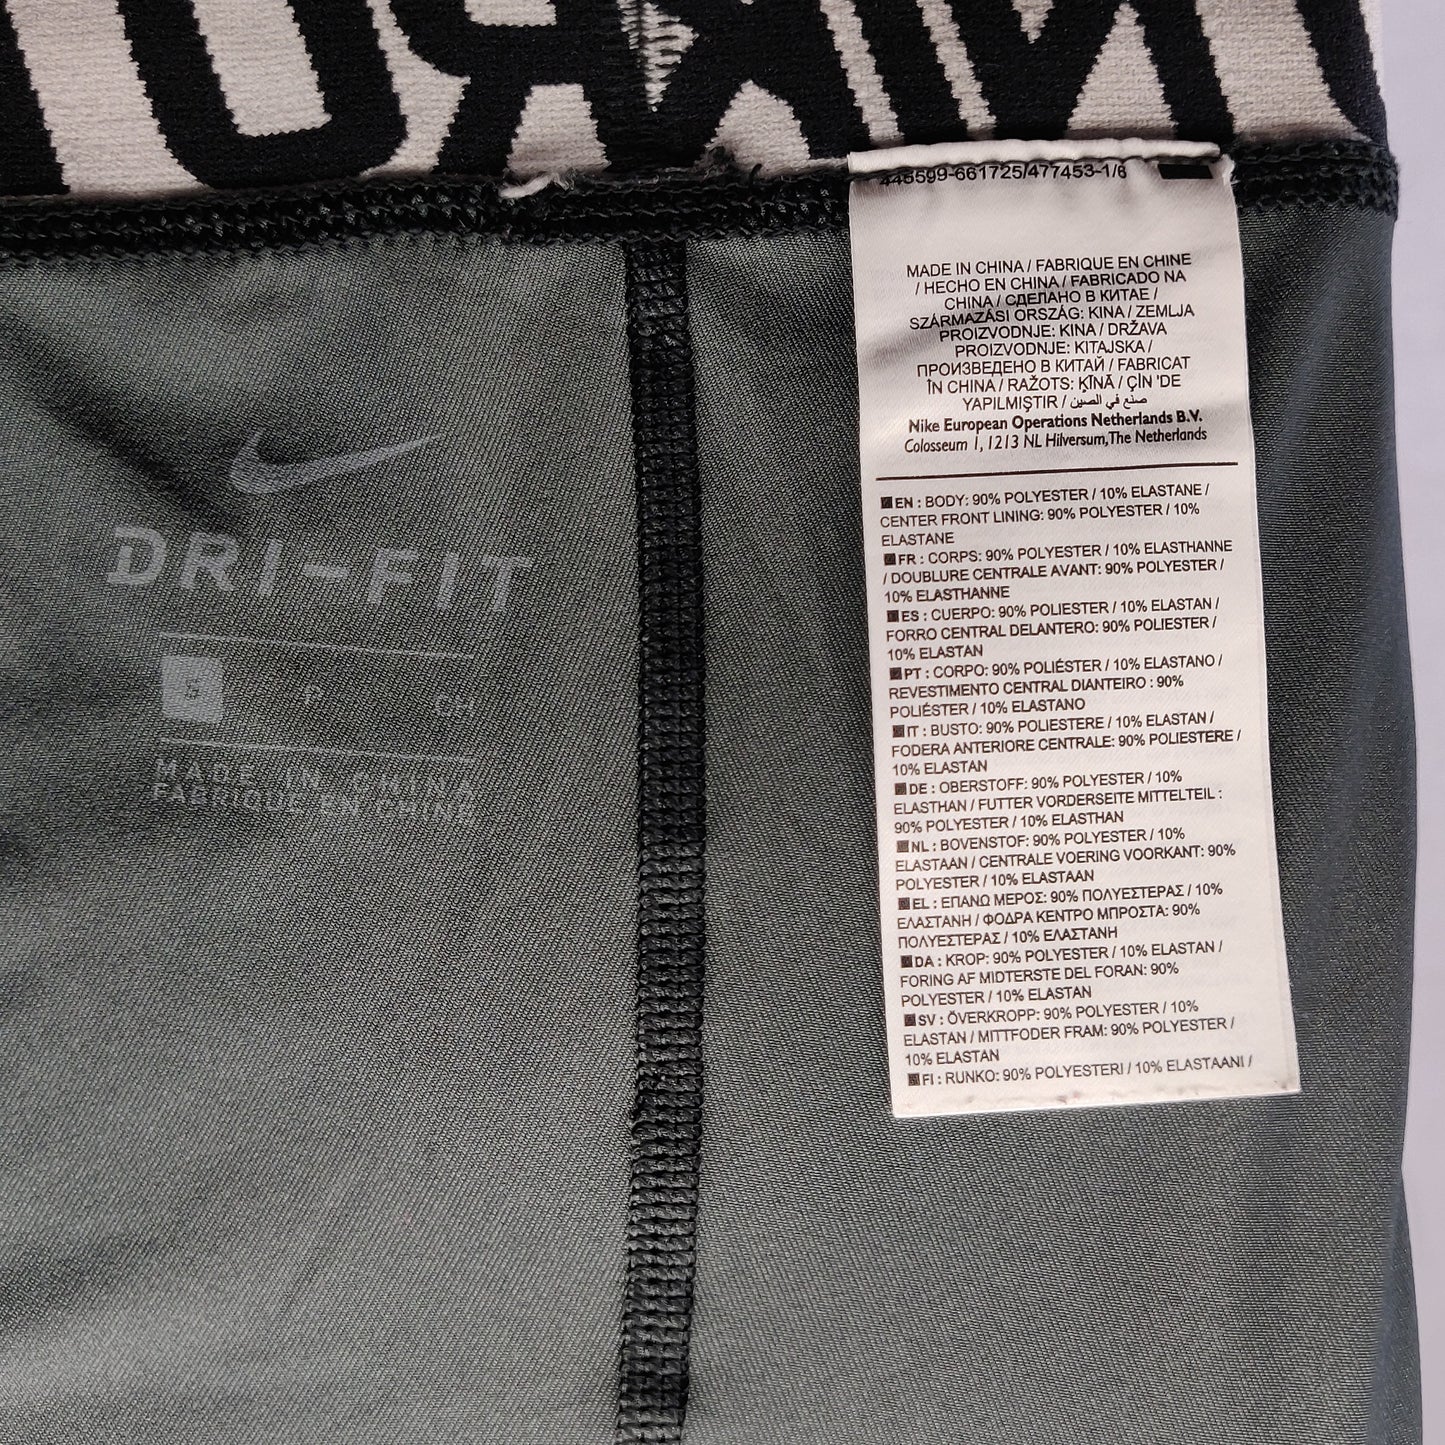 DRI-FIT
S
CH
MADE IN CHINA
FABRIQUE EN CHINE
446599-661725/477453-1/6
MADE IN CHINA / FABRIQUE EN CHINE
/ HECHO EN CHINA / FABRICADO NA
CHINA / СДЕЛАНО В КИТАЕ /
SZÁRMAZÁSI ORSZÁG: KINA / ZEMLJA
PROIZVODNJE: KINA / DRŽAVA
PROIZVODNJE: KITAJSKA /
ПРОИЗВЕДЕНО В КИТАЙ / FABRICAT
ÎN CHINA / RAŽOTS: ĶĪNĀ / ÇİN 'DE
YAPILMIŞTIR / صنع في الصين
Nike European Operations Netherlands B.V.
Colosseum 1, 1213 NL Hilversum, The Netherlands
EN : BODY: 90% POLYESTER / 10% ELASTANE /
CENTER FRONT LINING: 90% POLYESTER / 10%
ELASTANE
FR : CORPS: 90% POLYESTER / 10% ELASTHANNE
/ DOUBLURE CENTRALE AVANT: 90% POLYESTER /
10% ELASTHANNE
ES : CUERPO: 90% POLIESTER / 10% ELASTAN /
FORRO CENTRAL DELANTERO: 90% POLIESTER /
10% ELASTAN
PT : CORPO: 90% POLIÉSTER / 10% ELASTANO /
REVESTIMENTO CENTRAL DIANTEIRO : 90%
POLIÉSTER / 10% ELASTANO
IT : BUSTO: 90% POLIESTERE / 10% ELASTAN /
FODERA ANTERIORE CENTRALE: 90% POLIESTERE /
10% ELASTAN
DE : OBERSTOFF: 90% POLYESTER / 10%
ELASTHAN / FUTTER VORDERSEITE MITTELTEIL :
90% POLYESTER / 10% ELASTHAN
NL : BOVENSTOF: 90% POLYESTER / 10%
ELASTAAN / CENTRALE VOERING VOORKANT: 90%
POLYESTER / 10% ELASTAAN
EL : ΕΠΑΝΩ ΜΕΡΟΣ: 90% ΠΟΛΥΕΣΤΕΡΑΣ / 10%
ΕΛΑΣΤΑΝΗ / ΦΟΔΡΑ ΚΕΝΤΡΟ ΜΠΡΟΣΤΑ: 90%
ΠΟΛΥΕΣΤΕΡΑΣ / 10% ΕΛΑΣΤΑΝΗ
DA : KROP: 90% POLYESTER / 10% ELASTAN /
FORING AF MIDTERSTE DEL FORAN: 90%
POLYESTER / 10% ELASTAN
SV : ÖVERKROPP: 90% POLYESTER / 10%
ELASTAN / MITTFODER FRAM: 90% POLYESTER /
10% ELASTAN
FI : RUNKO: 90% POLYESTERI / 10% ELASTAANI /